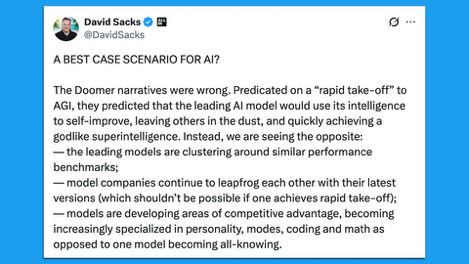 David Sacks
@DavidSacks
A BEST CASE SCENARIO FOR AI?
The Doomer narratives were wrong. Predicated on a “rapid take-off” to
AGI, they predicted that the leading AI model would use its intelligence
to self-improve, leaving others in the dust, and quickly achieving a
godlike superintelligence. Instead, we are seeing the opposite:
— the leading models are clustering around similar performance
benchmarks;
— model companies continue to leapfrog each other with their latest
versions (which shouldn’t be possible if one achieves rapid take-off);
— models are developing areas of competitive advantage, becoming
increasingly specialized in personality, modes, coding and math as
opposed to one model becoming all-knowing.